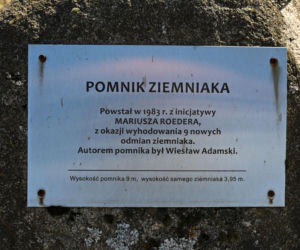 POMNIK ZIEMNIAKA
Powstał w 1983 r. z inicjatywy
MARIUSZA ROEDERA,
z okazji wyhodowania 9 nowych
odmian ziemniaka.
Autorem pomnika był Wiesław Adamski.
Wysokość pomnika 9 m, wysokość samego ziemniaka 3,95 m.